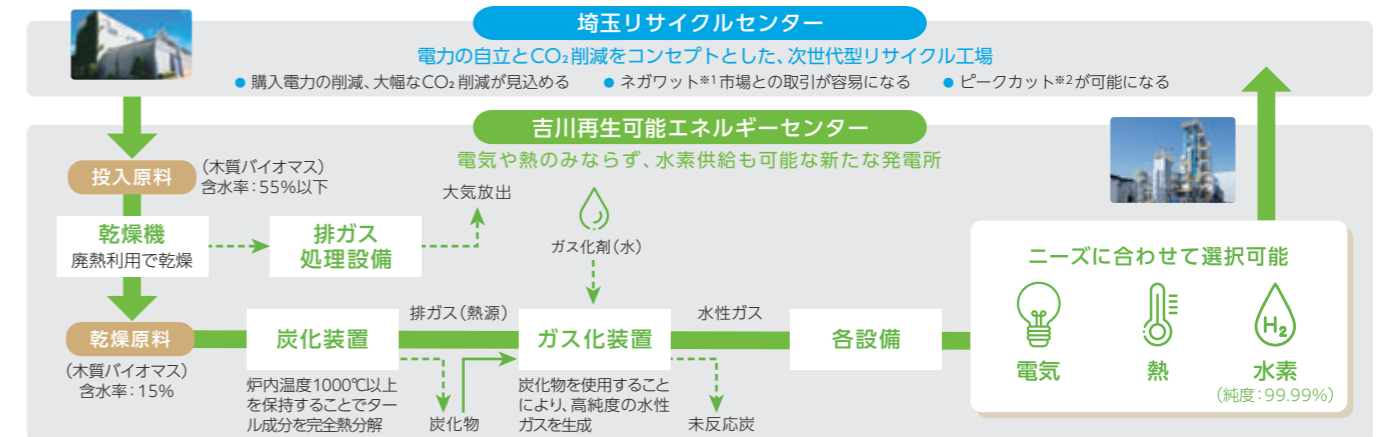 埼玉リサイクルセンター
電力の自立とCO₂削減をコンセプトとした、次世代型リサイクル工場
● 購入電力の削減、大幅なCO₂削減が見込める ● ネガワット※1市場との取引が容易になる ● ピークカット※2が可能になる
吉川再生可能エネルギーセンター
電気や熱のみならず、水素供給も可能な新たな発電所
投入原料
（木質バイオマス）
含水率：55%以下
乾燥機
廃熱利用で乾燥
排ガス
処理設備
大気放出
ガス化剤（水）
乾燥原料
（木質バイオマス）
含水率：15%
炭化装置
炉内温度1000℃以上
を保持することでター
ル成分を完全熱分解
排ガス（熱源）
炭化物
ガス化装置
炭化物を使用すること
により、高純度の水性
ガスを生成
水性ガス
未反応炭
各設備
ニーズに合わせて選択可能
電気
熱
H₂
水素
（純度：99.99%）